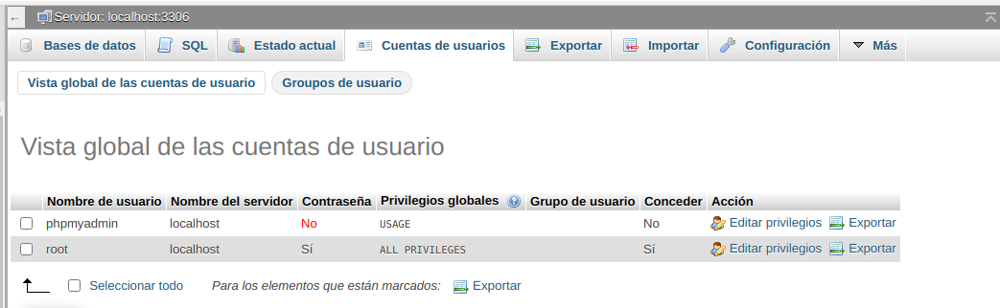 Servidor: localhost:3306
Bases de datos SQL Estado actual Cuentas de usuarios Exportar Importar Configuración Más
Vista global de las cuentas de usuario Groupos de usuario
Vista global de las cuentas de usuario
Nombre de usuario Nombre del servidor Contraseña Privilegios globales Grupo de usuario Conceder Acción
phpmyadmin localhost No USAGE No Editar privilegios Exportar
root localhost Sí ALL PRIVILEGES Sí Editar privilegios Exportar
Seleccionar todo Para los elementos que están marcados: Exportar